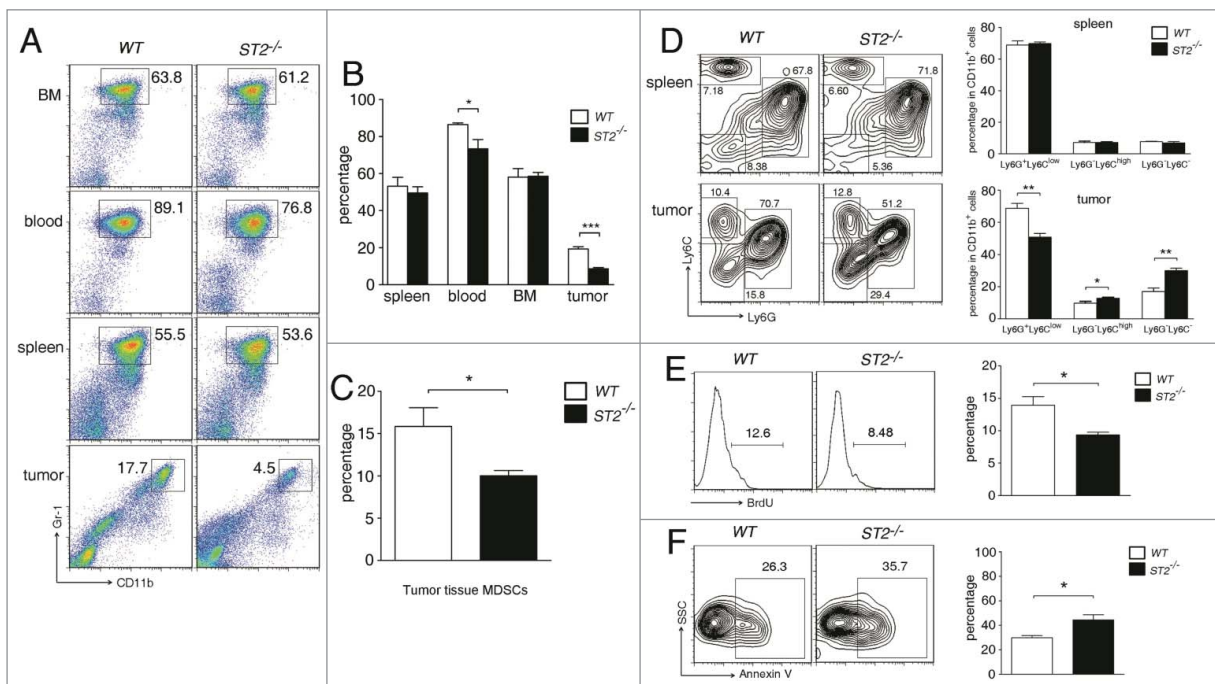 A
WT ST2-/-
BM 63.8 61.2
blood 89.1 76.8
spleen 55.5 53.6
tumor 17.7 4.5
Gr-1
CD11b
B
percentage
100
80
60
40
20
0
* ***
WT
ST2-/-
spleen blood BM tumor
C
percentage
20
15
10
5
0
*
WT
ST2-/-
Tumor tissue MDSCs
D
WT ST2-/-
spleen
67.8 71.8
7.18 6.60
8.38 5.36
tumor
10.4 70.7 12.8 51.2
15.8 29.4
Ly6C
Ly6G
spleen
percentage in CD11b+ cells
80
60
40
20
0
WT
ST2-/-
Ly6G+Ly6Clow Ly6G-Ly6Chigh Ly6G-Ly6C-
tumor
percentage in CD11b+ cells
80
60
40
20
0
** * **
Ly6G+Ly6Clow Ly6G-Ly6Chigh Ly6G-Ly6C-
E
WT ST2-/-
12.6 8.48
BrdU
percentage
20
15
10
5
0
*
WT
ST2-/-
F
WT ST2-/-
26.3 35.7
SSC
Annexin V
percentage
100
80
60
40
20
0
*
WT
ST2-/-